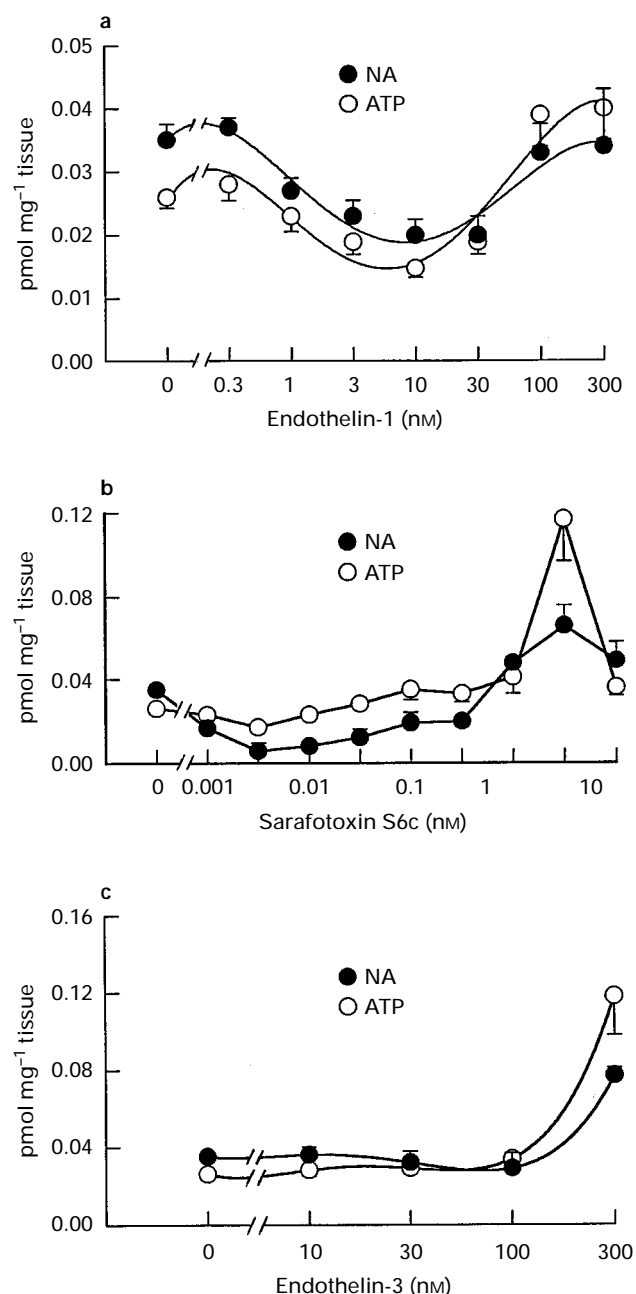 a
0.05
0.04
0.03
0.02
0.01
0.00
pmol mg⁻¹ tissue
NA
ATP
0 0.3 1 3 10 30 100 300
Endothelin-1 (nM)
b
0.12
0.08
0.04
0.00
pmol mg⁻¹ tissue
NA
ATP
0 0.001 0.01 0.1 1 10
Sarafotoxin S6c (nM)
c
0.16
0.12
0.08
0.04
0.00
pmol mg⁻¹ tissue
NA
ATP
0 10 30 100 300
Endothelin-3 (nM)